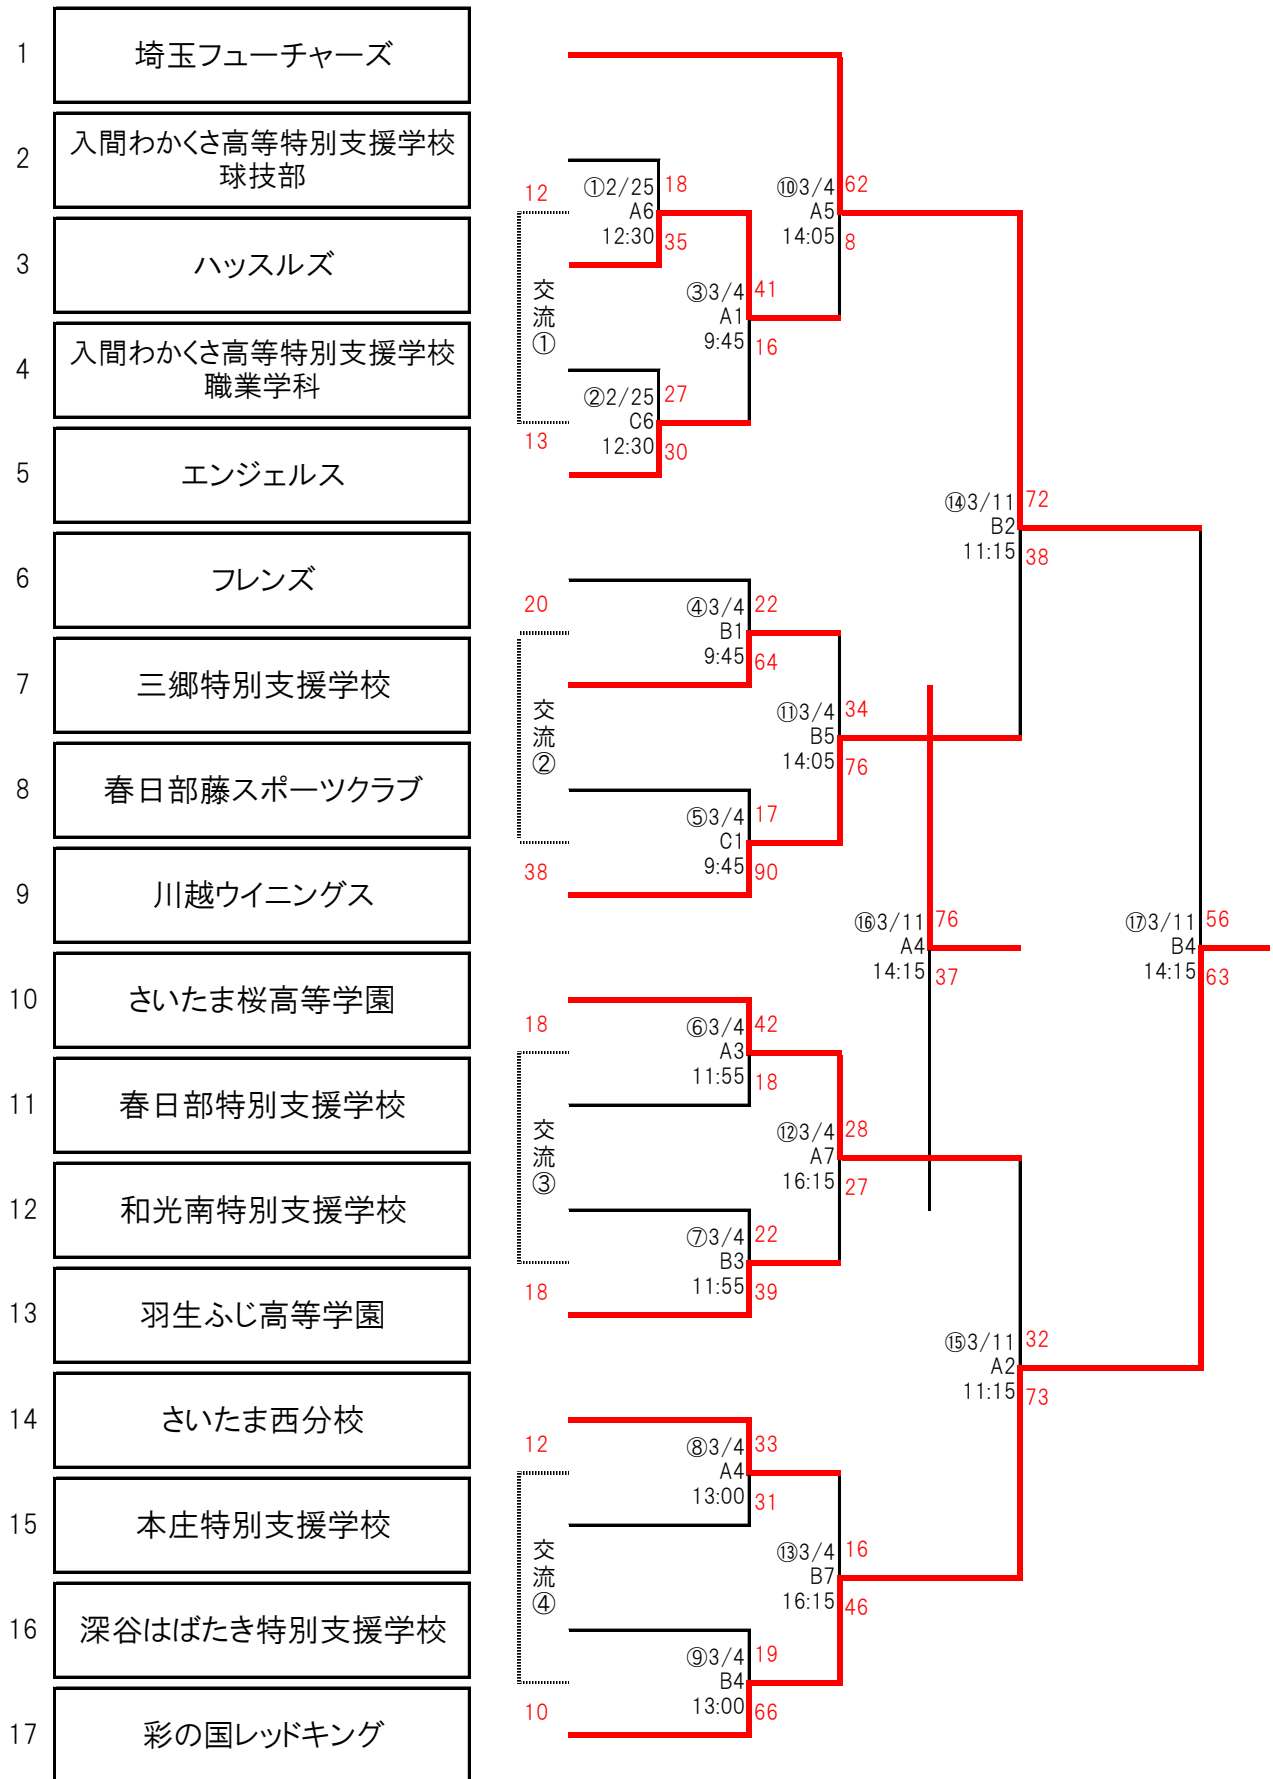 1
埼玉フューチャーズ
2
入間わかくさ高等特別支援学校
球技部
3
ハッスルズ
4
入間わかくさ高等特別支援学校
職業学科
5
エンジェルス
6
フレンズ
7
三郷特別支援学校
8
春日部藤スポーツクラブ
9
川越ウイニングス
10
さいたま桜高等学園
11
春日部特別支援学校
12
和光南特別支援学校
13
羽生ふじ高等学園
14
さいたま西分校
15
本庄特別支援学校
16
深谷はばたき特別支援学校
17
彩の国レッドキング
12
交流①
13
20
交流②
38
18
交流③
18
12
交流④
10
①2/25
A6
12:30
18
35
②2/25
C6
12:30
27
30
③3/4
A1
9:45
41
16
④3/4
B1
9:45
22
64
⑤3/4
C1
9:45
17
90
⑥3/4
A3
11:55
42
18
⑦3/4
B3
11:55
22
39
⑧3/4
A4
13:00
33
31
⑨3/4
B4
13:00
19
66
⑩3/4
A5
14:05
62
8
⑪3/4
B5
14:05
34
76
⑫3/4
A7
16:15
28
27
⑬3/4
B7
16:15
16
46
⑭3/11
B2
11:15
72
38
⑮3/11
A2
11:15
32
73
⑯3/11
A4
14:15
76
37
⑰3/11
B4
14:15
56
63